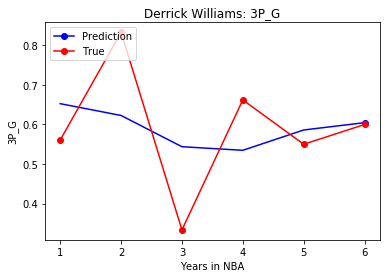 Derrick Williams: 3P_G
Prediction
True
0.8
0.7
0.6
0.5
0.4
3P_G
1 2 3 4 5 6
Years in NBA